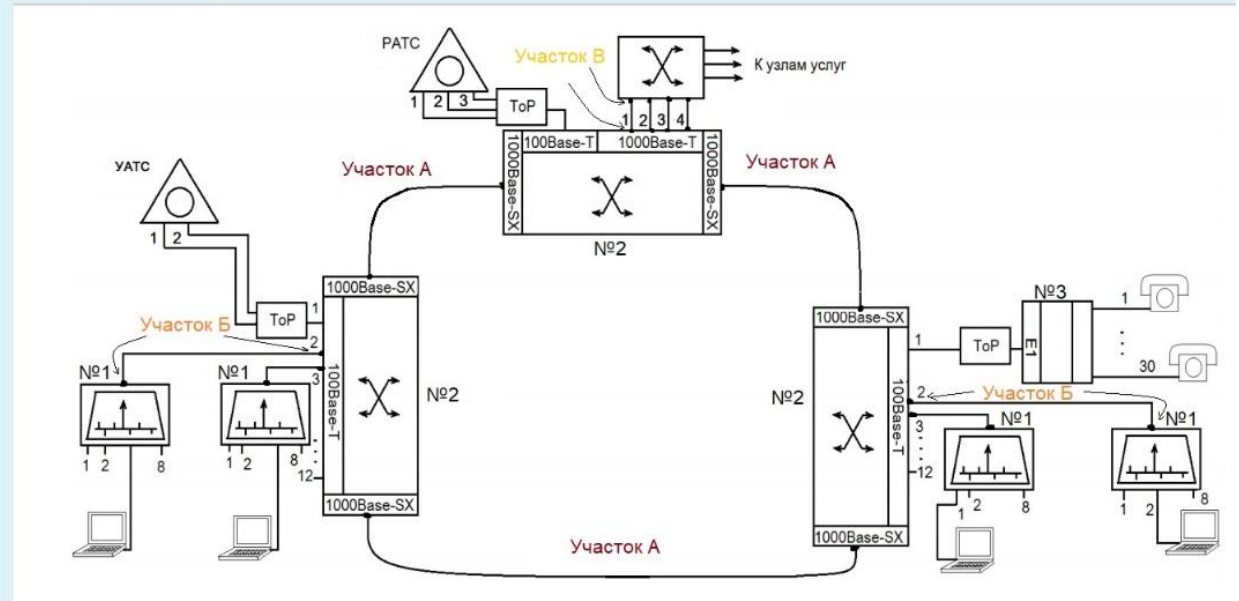 РАТС
Участок В
К узлам услуг
1 2 3
ToP
1 2 3 4
100Base-T
1000Base-T
1000Base-SX
1000Base-SX
№2
Участок А
Участок А
УАТС
1 2
ToP
1
1000Base-SX
Участок Б
2
3
12
100Base-T
№2
1000Base-SX
№1
1 2 8
№1
1 2 8
Участок А
1000Base-SX
№2
100Base-T
1000Base-SX
1
ToP
№3
E1
1
30
2
Участок Б
3
12
№1
1 2 8
№1
1 2 8